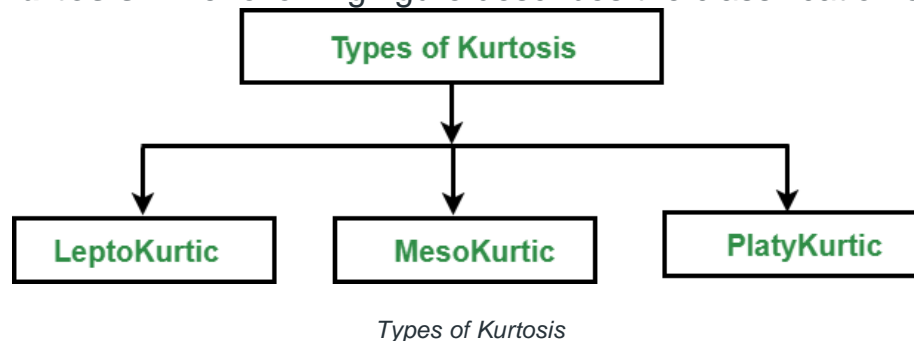 Types of Kurtosis
LeptoKurtic
MesoKurtic
PlatyKurtic
Types of Kurtosis